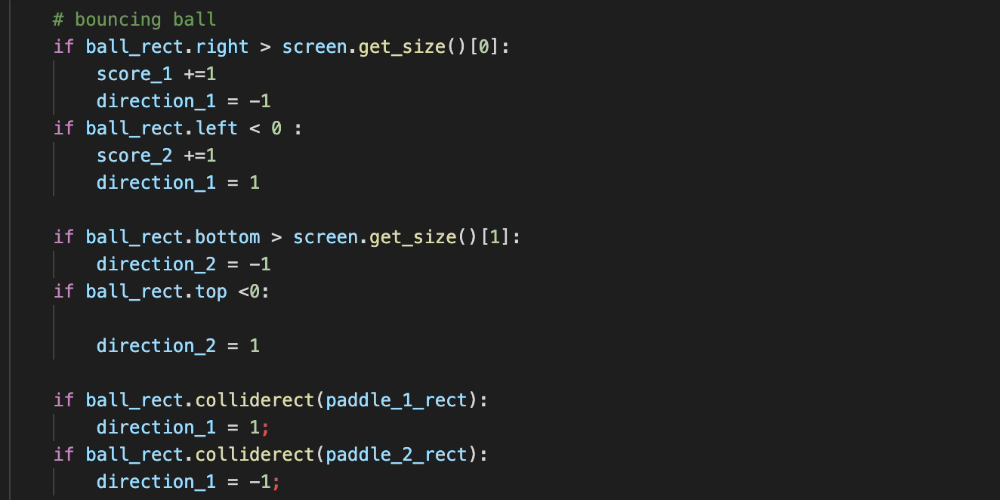 # bouncing ball
if ball_rect.right > screen.get_size()[0]:
    score_1 +=1
    direction_1 = -1
if ball_rect.left < 0 :
    score_2 +=1
    direction_1 = 1
if ball_rect.bottom > screen.get_size()[1]:
    direction_2 = -1
if ball_rect.top <0:
    direction_2 = 1
if ball_rect.colliderect(paddle_1_rect):
    direction_1 = 1;
if ball_rect.colliderect(paddle_2_rect):
    direction_1 = -1;